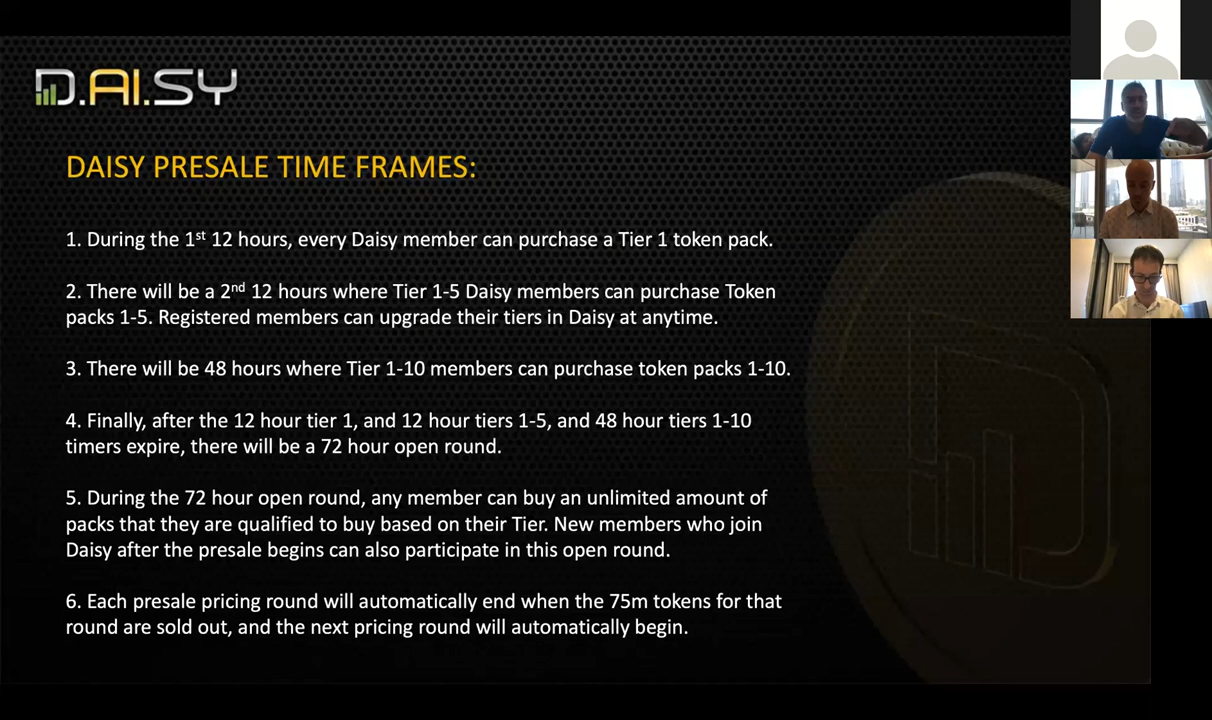 D.AI.SY
DAISY PRESALE TIME FRAMES:
1. During the 1st 12 hours, every Daisy member can purchase a Tier 1 token pack.
2. There will be a 2nd 12 hours where Tier 1-5 Daisy members can purchase Token
packs 1-5. Registered members can upgrade their tiers in Daisy at anytime.
3. There will be 48 hours where Tier 1-10 members can purchase token packs 1-10.
4. Finally, after the 12 hour tier 1, and 12 hour tiers 1-5, and 48 hour tiers 1-10
timers expire, there will be a 72 hour open round.
5. During the 72 hour open round, any member can buy an unlimited amount of
packs that they are qualified to buy based on their Tier. New members who join
Daisy after the presale begins can also participate in this open round.
6. Each presale pricing round will automatically end when the 75m tokens for that
round are sold out, and the next pricing round will automatically begin.